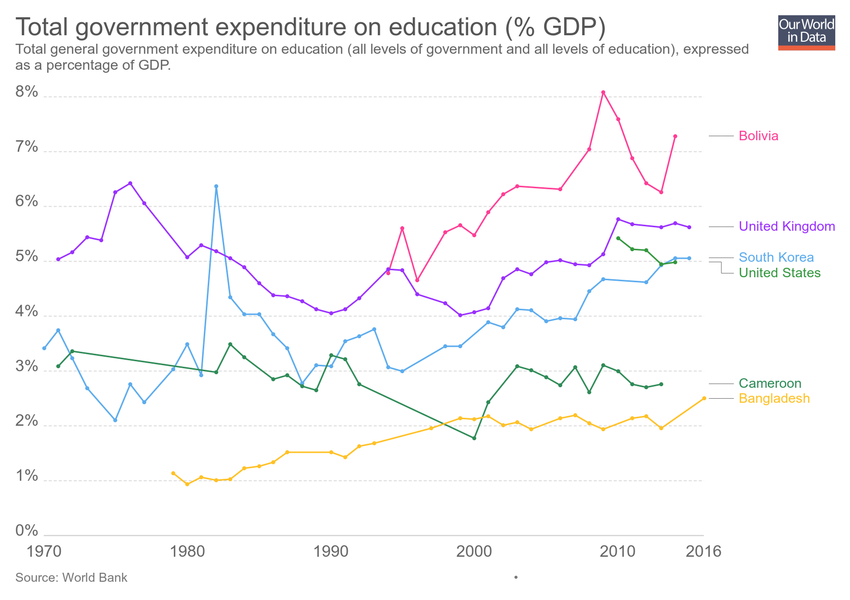 Total government expenditure on education (% GDP)
Total general government expenditure on education (all levels of government and all levels of education), expressed
as a percentage of GDP.
Our World
in Data
8%
7%
6%
5%
4%
3%
2%
1%
0%
1970
1980
1990
2000
2010
2016
Bolivia
United Kingdom
South Korea
United States
Cameroon
Bangladesh
Source: World Bank